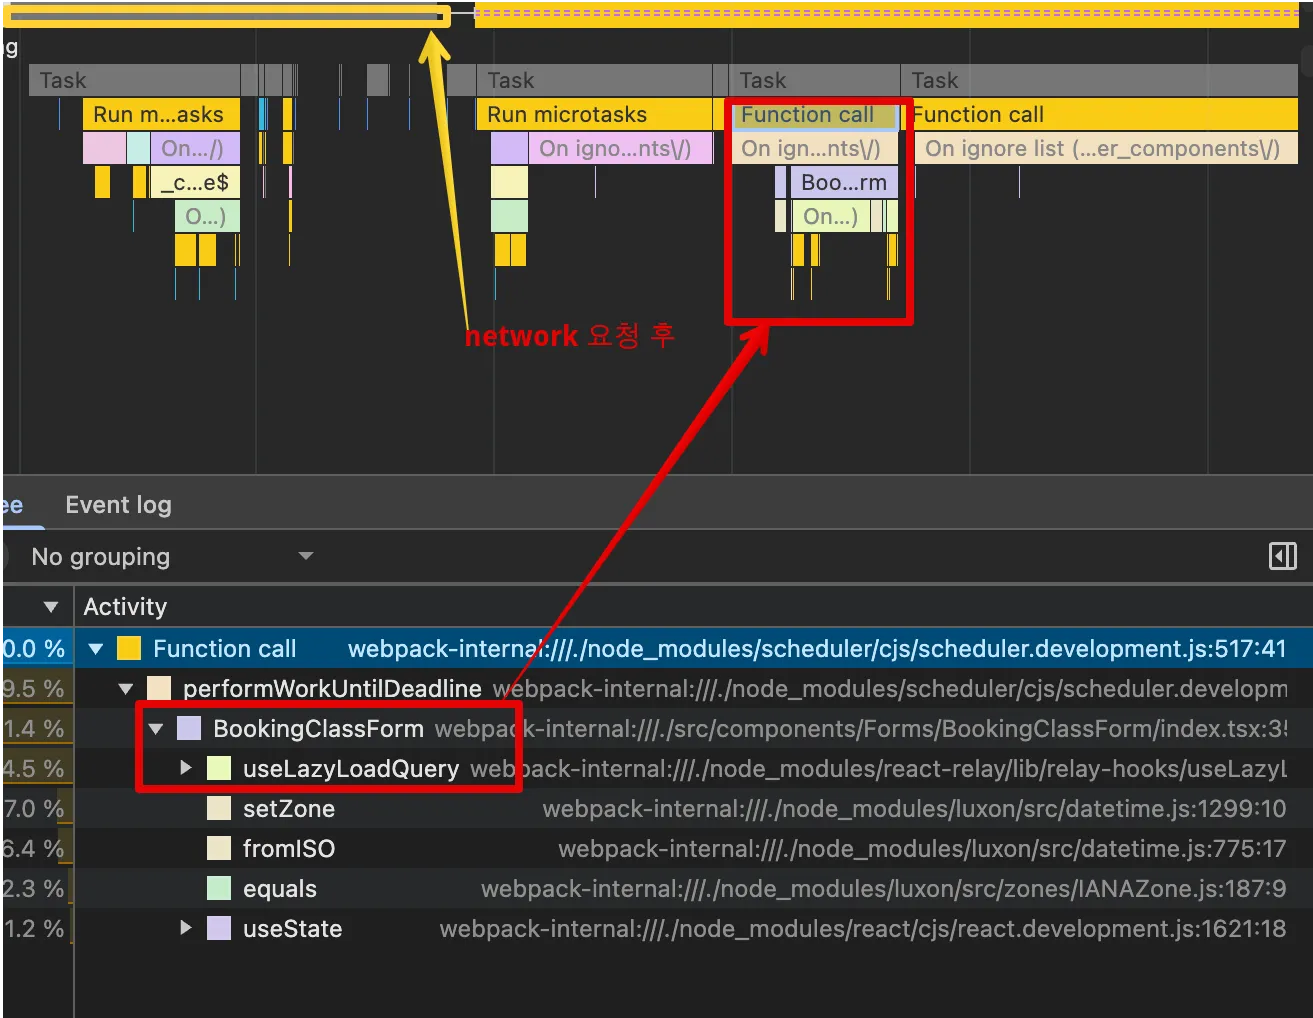 ng
Task Task Task Task
Run m...asks Run microtasks Function call Function call
On.../) On igno...nts\/) On ign...nts\/) On ignore list (...er_components\/)
_c...e$ Boo...rm
O...) On...)
network 요청 후
ee Event log
No grouping
Activity
0.0 % Function call webpack-internal:///./node_modules/scheduler/cjs/scheduler.development.js:517:41
9.5 % performWorkUntilDeadline webpack-internal:///./node_modules/scheduler/cjs/scheduler.developm
1.4 % BookingClassForm webpack-internal:///./src/components/Forms/BookingClassForm/index.tsx:35
4.5 % useLazyLoadQuery webpack-internal:///./node_modules/react-relay/lib/relay-hooks/useLazyL
7.0 % setZone webpack-internal:///./node_modules/luxon/src/datetime.js:1299:10
6.4 % fromISO webpack-internal:///./node_modules/luxon/src/datetime.js:775:17
2.3 % equals webpack-internal:///./node_modules/luxon/src/zones/IANAZone.js:187:9
1.2 % useState webpack-internal:///./node_modules/react/cjs/react.development.js:1621:18